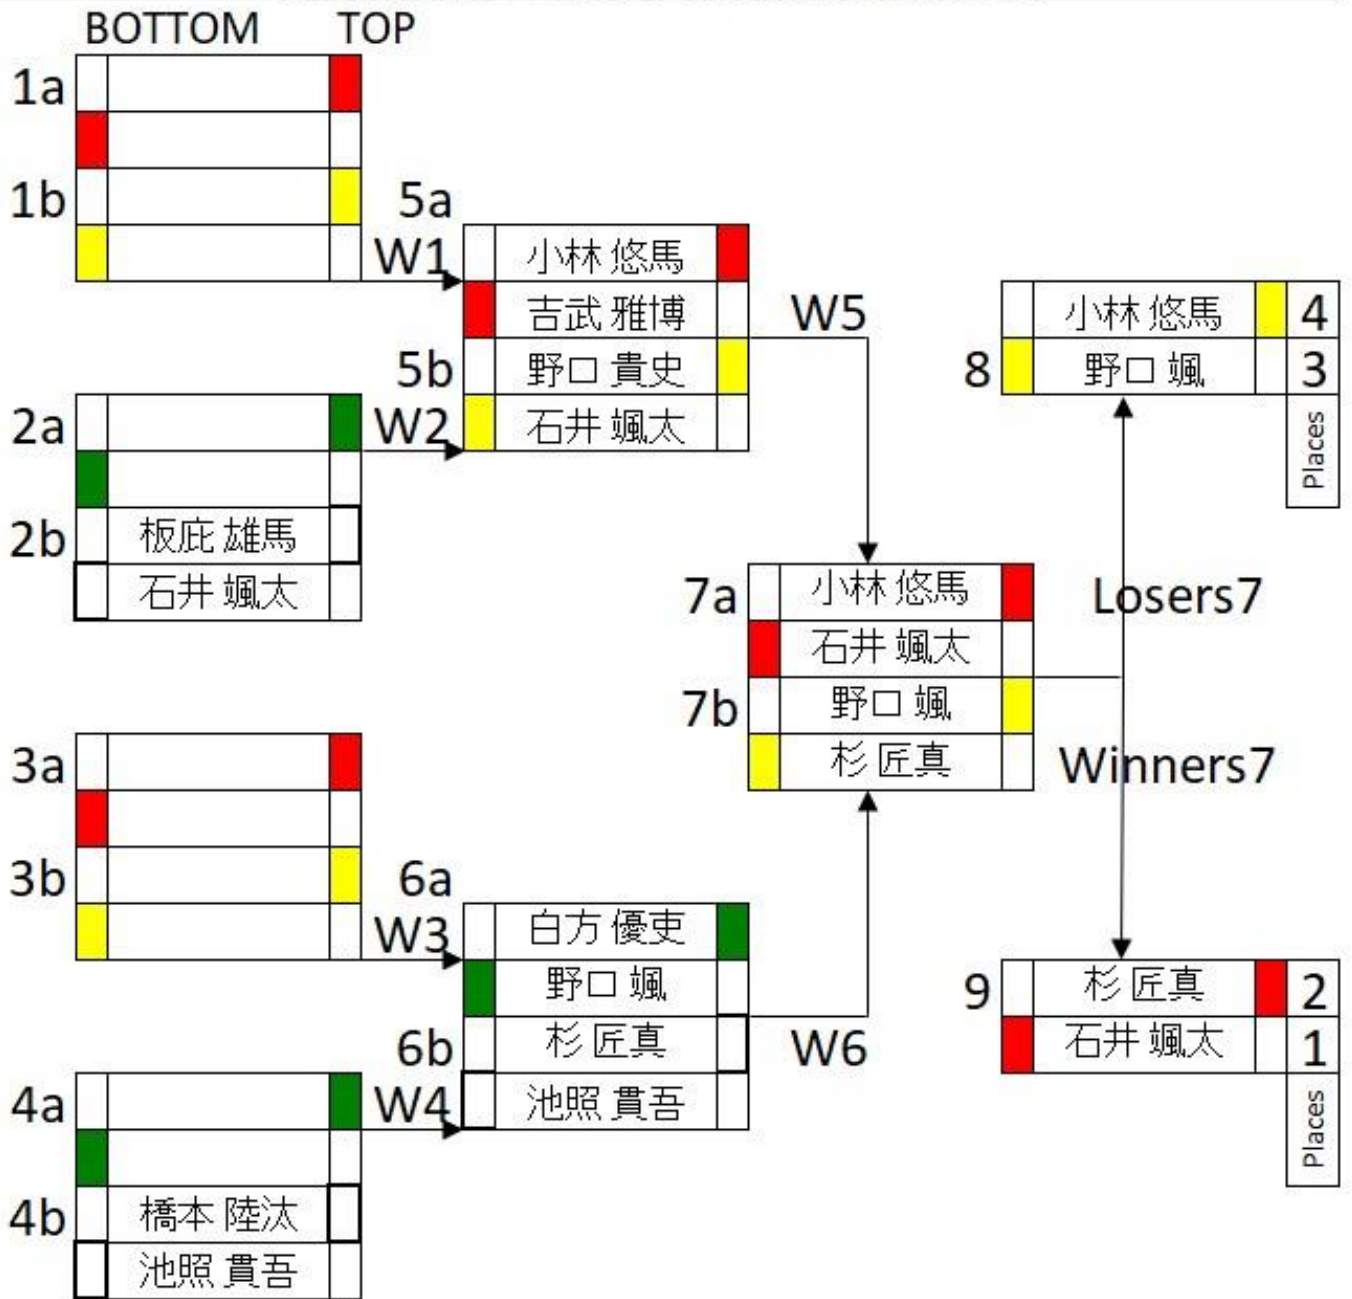 BOTTOM TOP
1a
1b
5a
W1
小林 悠馬
吉武 雅博
W5
小林 悠馬 4
5b
野口 貴史
8 野口 颯 3
2a
W2
石井 颯太
Places
2b
板庇 雄馬
石井 颯太
7a
小林 悠馬
Losers7
石井 颯太
7b
野口 颯
3a
杉 匠真
Winners7
3b
6a
W3
白方 優吏
野口 颯
9 杉 匠真 2
6b
杉 匠真
W6
石井 颯太 1
4a
W4
池照 貫吾
Places
4b
橋本 陸汰
池照 貫吾